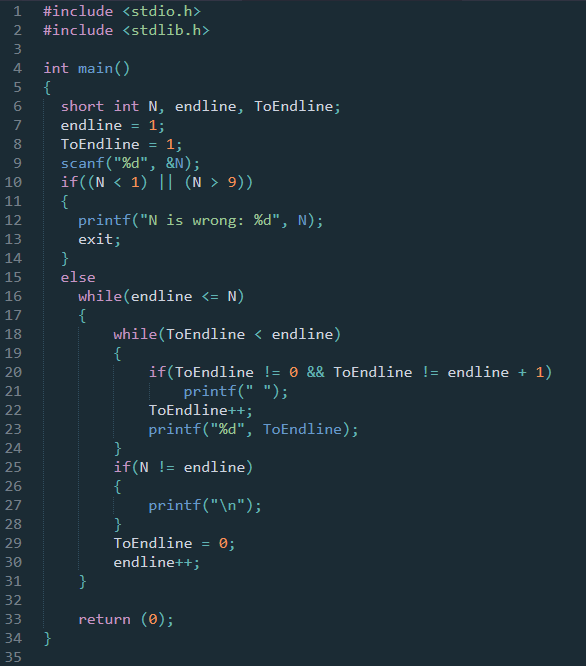 1 #include <stdio.h>
2 #include <stdlib.h>
3
4 int main()
5 {
6   short int N, endline, ToEndline;
7   endline = 1;
8   ToEndline = 1;
9   scanf("%d", &N);
10   if((N < 1) || (N > 9))
11   {
12     printf("N is wrong: %d", N);
13     exit;
14   }
15   else
16     while(endline <= N)
17     {
18         while(ToEndline < endline)
19         {
20             if(ToEndline != 0 && ToEndline != endline + 1)
21                 printf(" ");
22             ToEndline++;
23             printf("%d", ToEndline);
24         }
25         if(N != endline)
26         {
27             printf("\n");
28         }
29         ToEndline = 0;
30         endline++;
31     }
32
33     return (0);
34 }
35